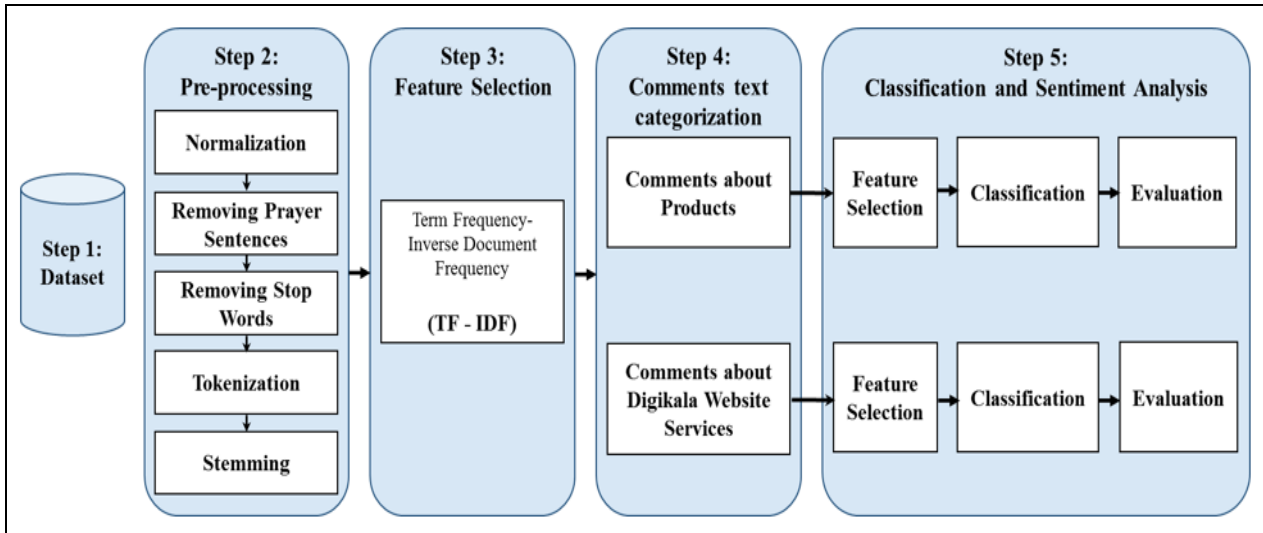 Step 1:
Dataset
Step 2:
Pre-processing
Normalization
Removing Prayer
Sentences
Removing Stop
Words
Tokenization
Stemming
Step 3:
Feature Selection
Term Frequency-
Inverse Document
Frequency
(TF - IDF)
Step 4:
Comments text
categorization
Comments about
Products
Comments about
Digikala Website
Services
Step 5:
Classification and Sentiment Analysis
Feature
Selection
Classification
Evaluation
Feature
Selection
Classification
Evaluation